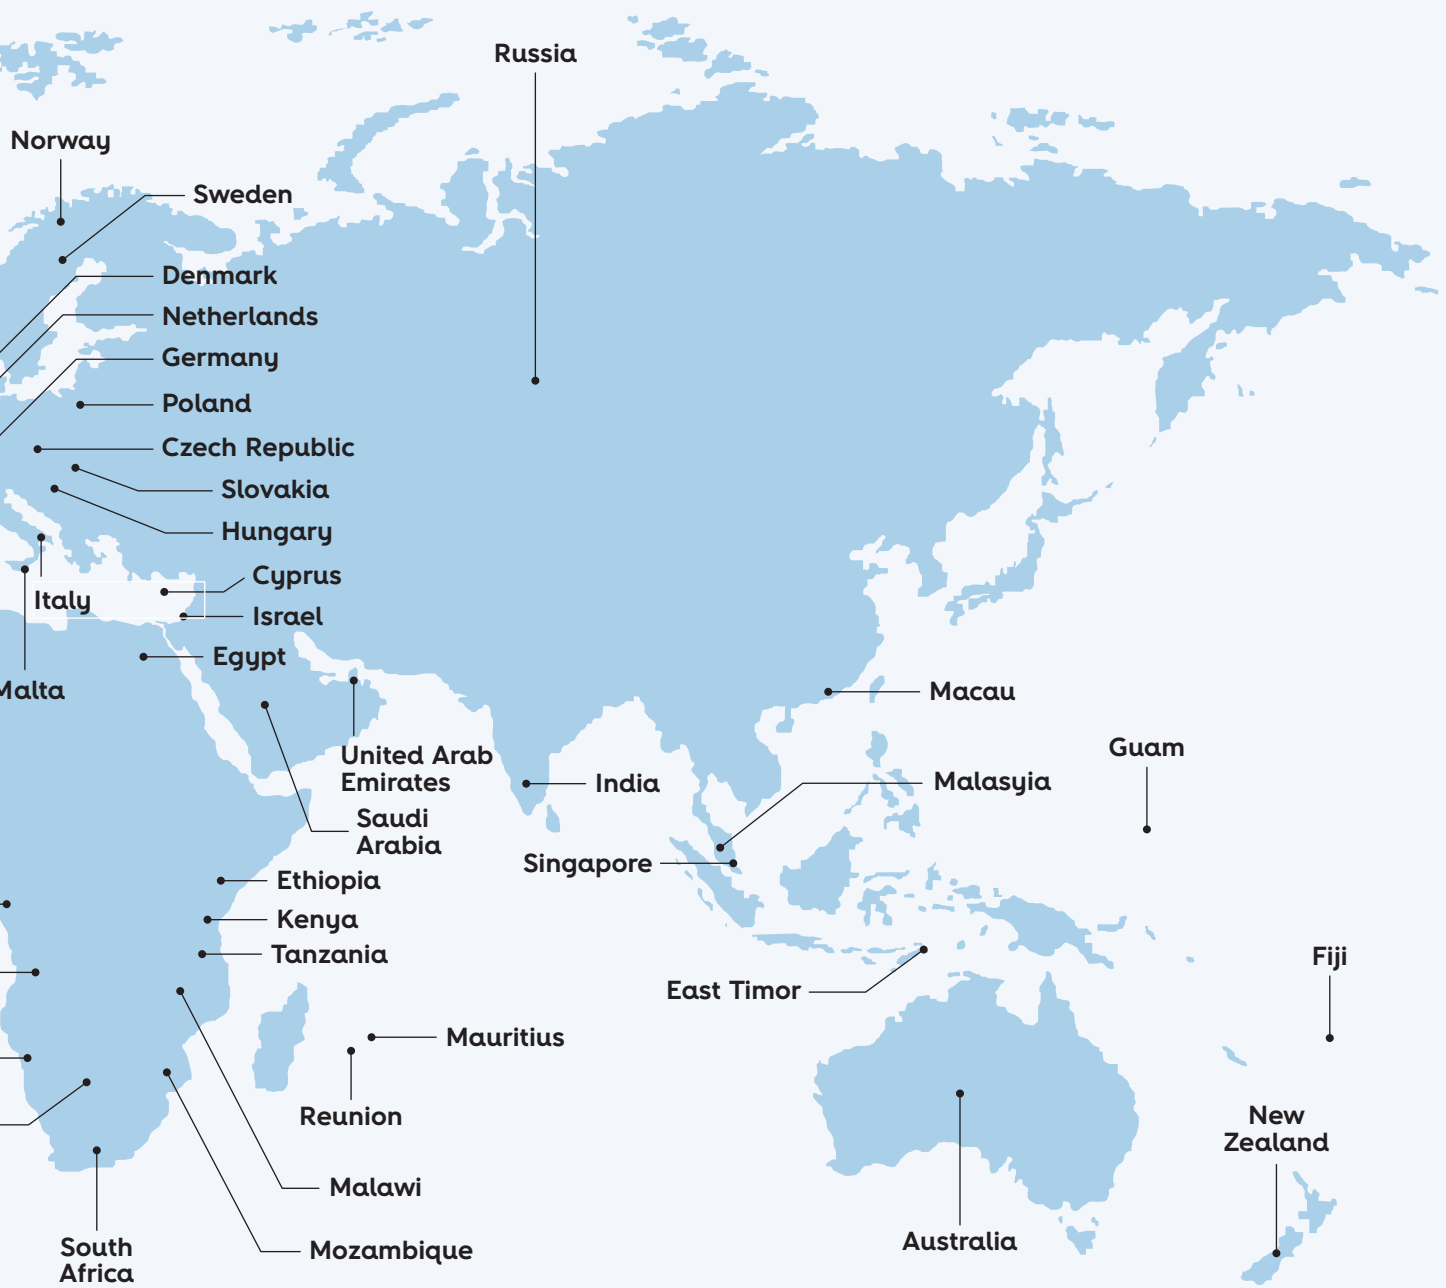 Russia
Norway
Sweden
Denmark
Netherlands
Germany
Poland
Czech Republic
Slovakia
Hungary
Cyprus
Italy
Israel
Egypt
Malta
Macau
United Arab
Emirates
Guam
India
Malasyia
Saudi
Arabia
Singapore
Ethiopia
Kenya
Tanzania
Fiji
East Timor
Mauritius
Reunion
New
Zealand
Malawi
Australia
South
Africa
Mozambique